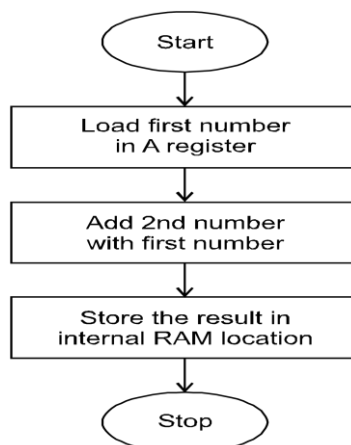 Start
Load first number
in A register
Add 2nd number
with first number
Store the result in
internal RAM location
Stop